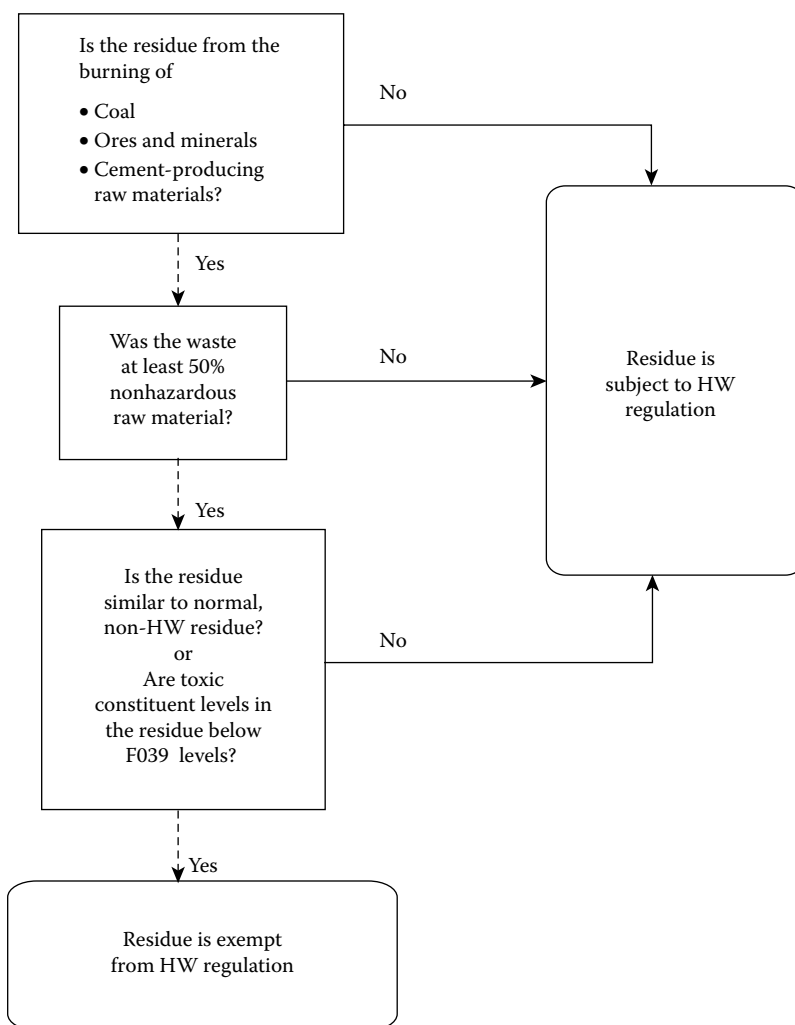 Is the residue from the
burning of
• Coal
• Ores and minerals
• Cement-producing
raw materials?
No
Yes
Was the waste
at least 50%
nonhazardous
raw material?
No
Residue is
subject to HW
regulation
Yes
Is the residue
similar to normal,
non-HW residue?
or
Are toxic
constituent levels in
the residue below
F039 levels?
No
Yes
Residue is exempt
from HW regulation